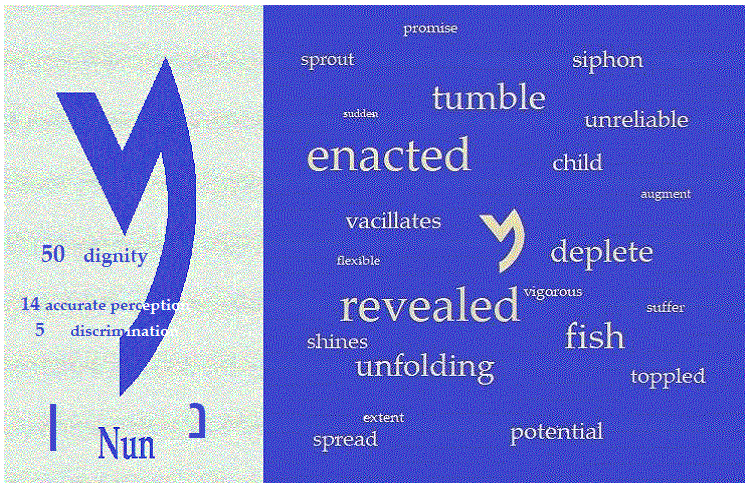 50 dignity
14 accurate perception
5 discrimination
ן Nun נ
promise
sprout
siphon
tumble
sudden
unreliable
enacted
child
augment
vacillates
deplete
flexible
vigorous
revealed
suffer
fish
shines
unfolding
toppled
extent
spread
potential